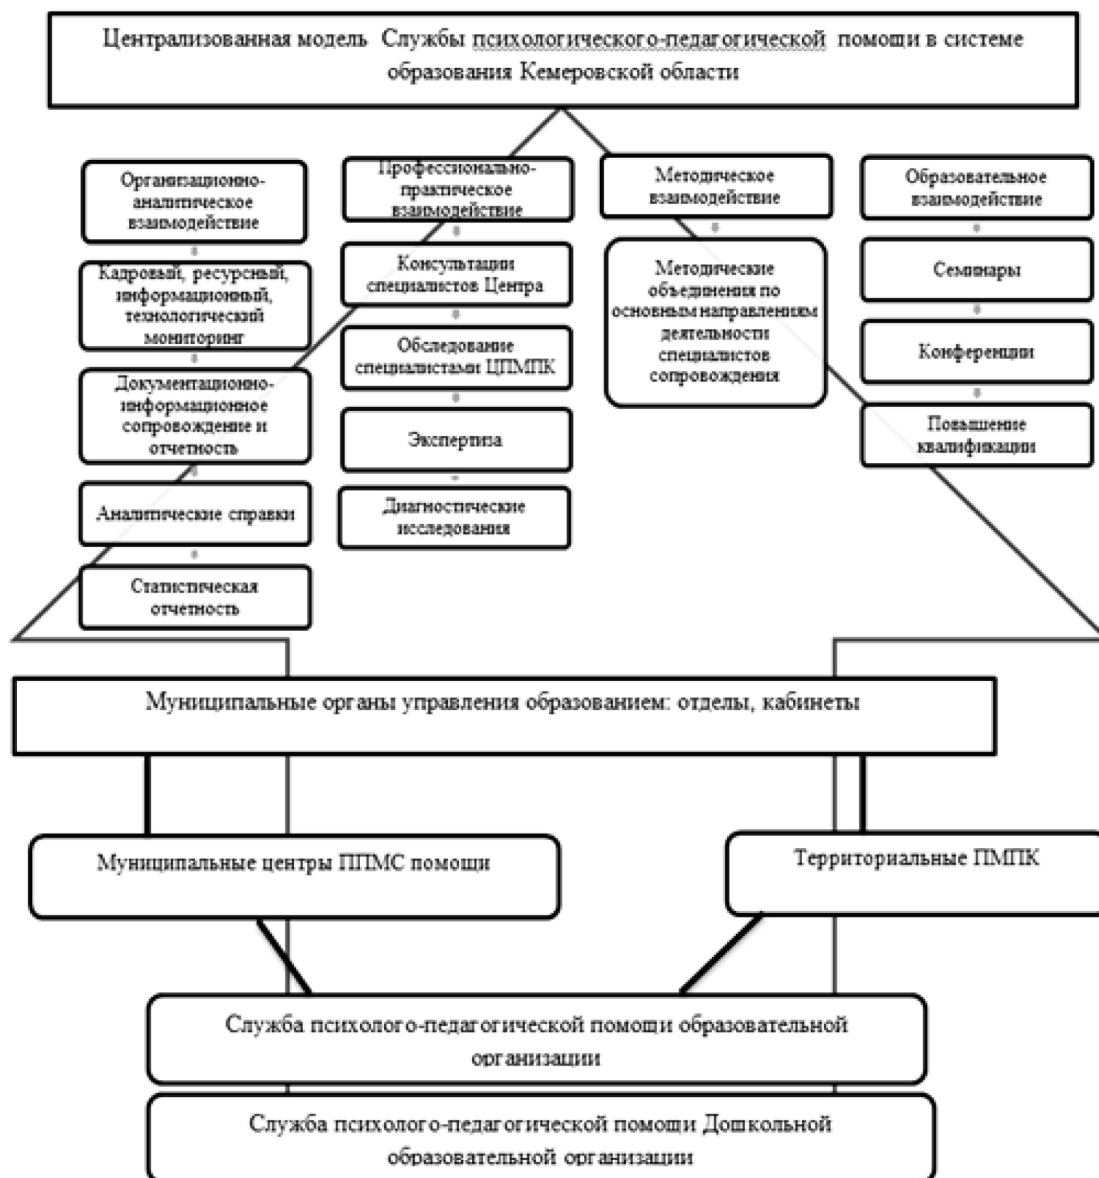 Централизованная модель Службы психологического-педагогической помощи в системе
образования Кемеровской области
Организационно-
аналитическое
взаимодействие
Кадровый, ресурсный,
информационный,
технологический
мониторинг
Документационно-
информационное
сопровождение и
отчетность
Аналитические справки
Статистическая
отчетность
Профессионально-
практическое
взаимодействие
Консультации
специалистов Центра
Обследование
специалистами ЦПМПК
Экспертиза
Диагностические
исследования
Методическое
взаимодействие
Методические
объединения по
основным направлениям
деятельности
специалистов
сопровождения
Образовательное
взаимодействие
Семинары
Конференции
Повышение
квалификации
Муниципальные органы управления образованием: отделы, кабинеты
Муниципальные центры ППМС помощи
Территориальные ПМПК
Служба психолого-педагогической помощи образовательной
организации
Служба психолого-педагогической помощи Дошкольной
образовательной организации